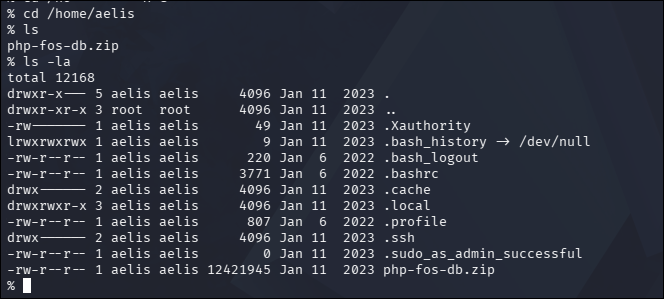 % cd /home/aelis
% ls
php-fos-db.zip
% ls -la
total 12168
drwxr-x--- 5 aelis aelis     4096 Jan 11  2023 .
drwxr-xr-x 3 root  root      4096 Jan 11  2023 ..
-rw------- 1 aelis aelis       49 Jan 11  2023 .Xauthority
lrwxrwxrwx 1 aelis aelis        9 Jan 11  2023 .bash_history -> /dev/null
-rw-r--r-- 1 aelis aelis      220 Jan  6  2022 .bash_logout
-rw-r--r-- 1 aelis aelis     3771 Jan  6  2022 .bashrc
drwx------ 2 aelis aelis     4096 Jan 11  2023 .cache
drwxrwxr-x 3 aelis aelis     4096 Jan 11  2023 .local
-rw-r--r-- 1 aelis aelis      807 Jan  6  2022 .profile
drwx------ 2 aelis aelis     4096 Jan 11  2023 .ssh
-rw-r--r-- 1 aelis aelis        0 Jan 11  2023 .sudo_as_admin_successful
-rw-r--r-- 1 aelis aelis 12421945 Jan 11  2023 php-fos-db.zip
%